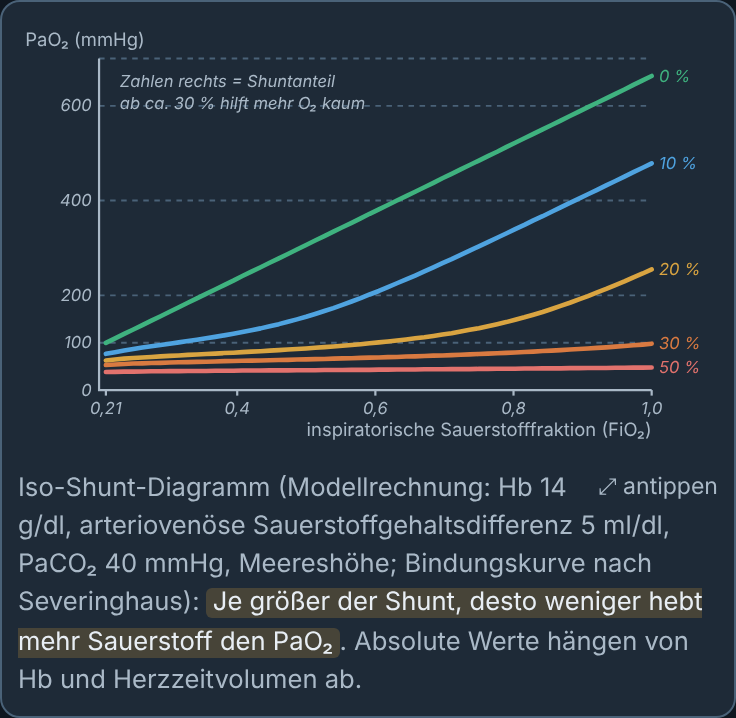 PaO₂ (mmHg)
Zahlen rechts = Shuntanteil
ab ca. 30 % hilft mehr O₂ kaum
0 %
600
10 %
400
20 %
200
30 %
100
50 %
0
0,21 0,4 0,6 0,8 1,0
inspiratorische Sauerstofffraktion (FiO₂)
Iso-Shunt-Diagramm (Modellrechnung: Hb 14 ⤢ antippen
g/dl, arteriovenöse Sauerstoffgehaltsdifferenz 5 ml/dl,
PaCO₂ 40 mmHg, Meereshöhe; Bindungskurve nach
Severinghaus): Je größer der Shunt, desto weniger hebt
mehr Sauerstoff den PaO₂. Absolute Werte hängen von
Hb und Herzzeitvolumen ab.